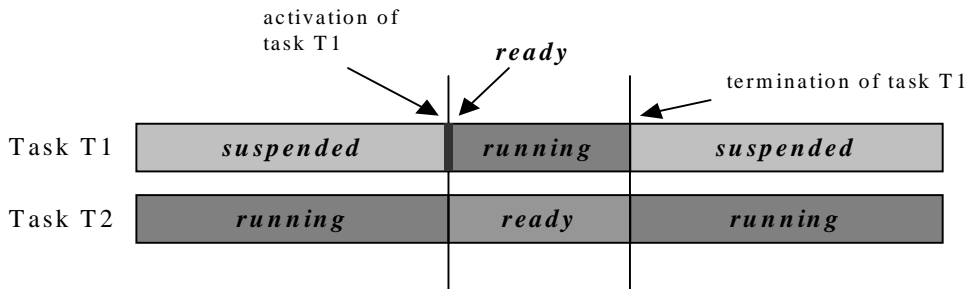 activation of
task T1
ready
termination of task T1
Task T1 suspended running suspended
Task T2 running ready running